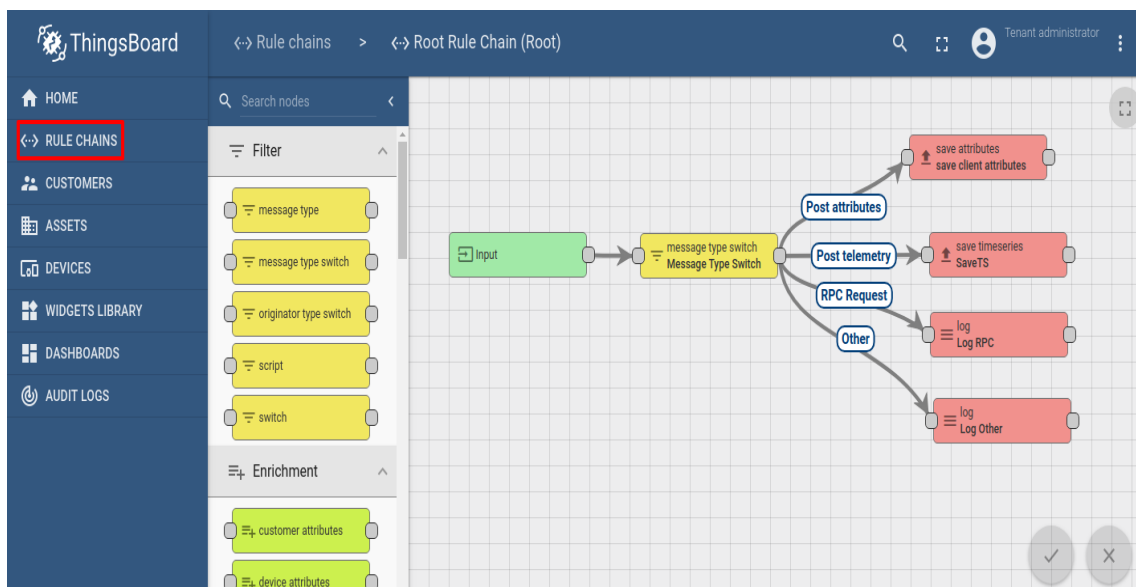 ThingsBoard
Rule chains > Root Rule Chain (Root)
Tenant administrator
HOME
RULE CHAINS
CUSTOMERS
ASSETS
DEVICES
WIDGETS LIBRARY
DASHBOARDS
AUDIT LOGS
Search nodes
Filter
message type
message type switch
originator type switch
script
switch
Enrichment
customer attributes
device attributes
Input
message type switch
Message Type Switch
Post attributes
Post telemetry
RPC Request
Other
save attributes
save client attributes
save timeseries
SaveTS
log
Log RPC
log
Log Other